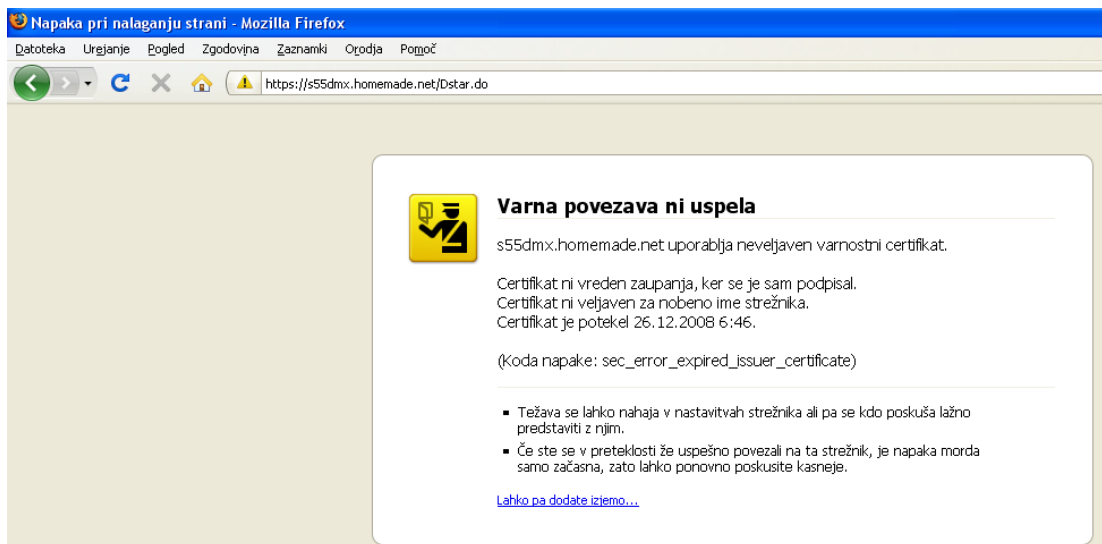 Napaka pri nalaganju strani - Mozilla Firefox
Datoteka Urejanje Pogled Zgodovina Zaznamki Orodja Pomoč
https://s55dmx.homemade.net/Dstar.do
Varna povezava ni uspela
s55dmx.homemade.net uporablja neveljaven varnostni certifikat.
Certifikat ni vreden zaupanja, ker se je sam podpisal.
Certifikat ni veljaven za nobeno ime strežnika.
Certifikat je potekel 26.12.2008 6:46.
(Koda napake: sec_error_expired_issuer_certificate)
Težava se lahko nahaja v nastavitvah strežnika ali pa se kdo poskuša lažno
predstaviti z njim.
Če ste se v preteklosti že uspešno povezali na ta strežnik, je napaka morda
samo začasna, zato lahko ponovno poskusite kasneje.
Lahko pa dodate izjemo...